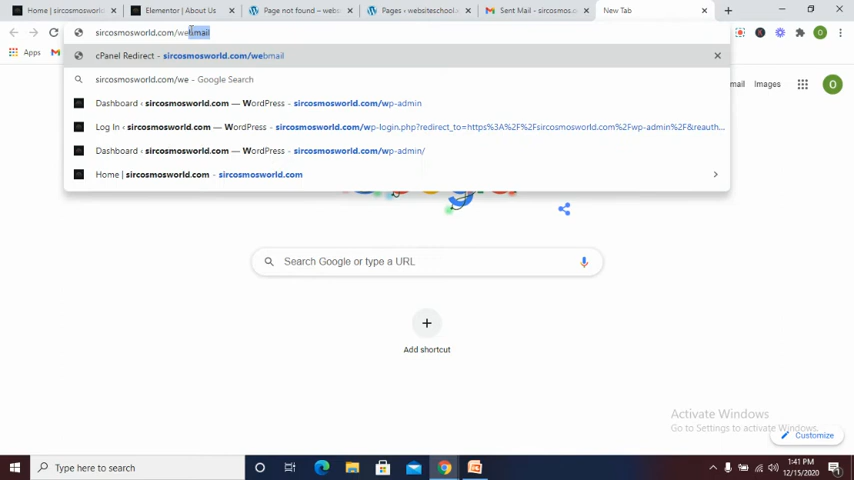 Home | sircosmosworld.c
Elementor | About Us
Page not found – webs
Pages ‹ websiteschool.
Sent Mail - sircosmos.c
New Tab
sircosmosworld.com/webmail
cPanel Redirect - sircosmosworld.com/webmail
sircosmosworld.com/we - Google Search
Dashboard ‹ sircosmosworld.com — WordPress - sircosmosworld.com/wp-admin
Log In ‹ sircosmosworld.com — WordPress - sircosmosworld.com/wp-login.php?redirect_to=https%3A%2F%2Fsircosmosworld.com%2Fwp-admin%2F&reauth...
Dashboard ‹ sircosmosworld.com — WordPress - sircosmosworld.com/wp-admin/
Home | sircosmosworld.com - sircosmosworld.com
Apps
mail Images
O
O
Search Google or type a URL
Add shortcut
Activate Windows
Go to Settings to activate Windows.
Customize
Type here to search
1:41 PM
12/15/2020